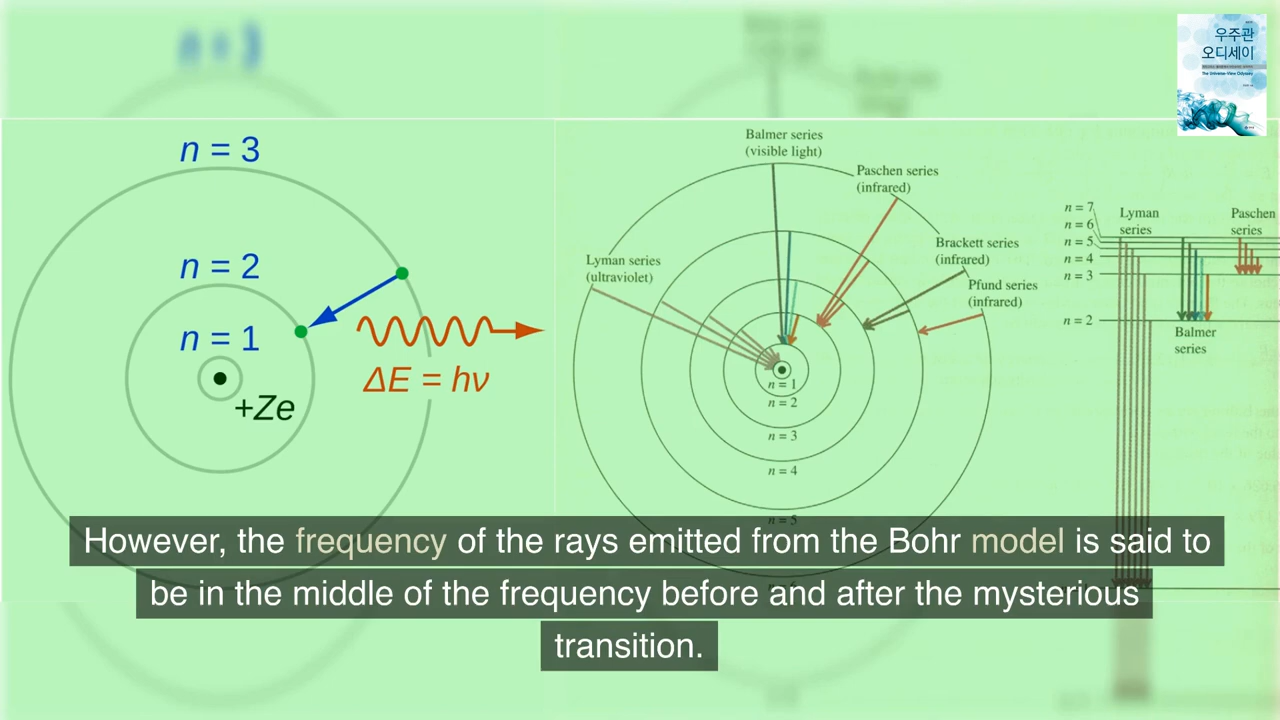 우주관
오디세이
The Universe-View Odyssey
n = 3
n = 2
n = 1
+Ze
ΔE = hν
Balmer series
(visible light)
Paschen series
(infrared)
Brackett series
(infrared)
Pfund series
(infrared)
Lyman series
(ultraviolet)
n = 1
n = 2
n = 3
n = 4
n = 5
n = 7
n = 6
n = 5
n = 4
n = 3
n = 2
Lyman
series
Paschen
series
Balmer
series
However, the frequency of the rays emitted from the Bohr model is said to
be in the middle of the frequency before and after the mysterious
transition.